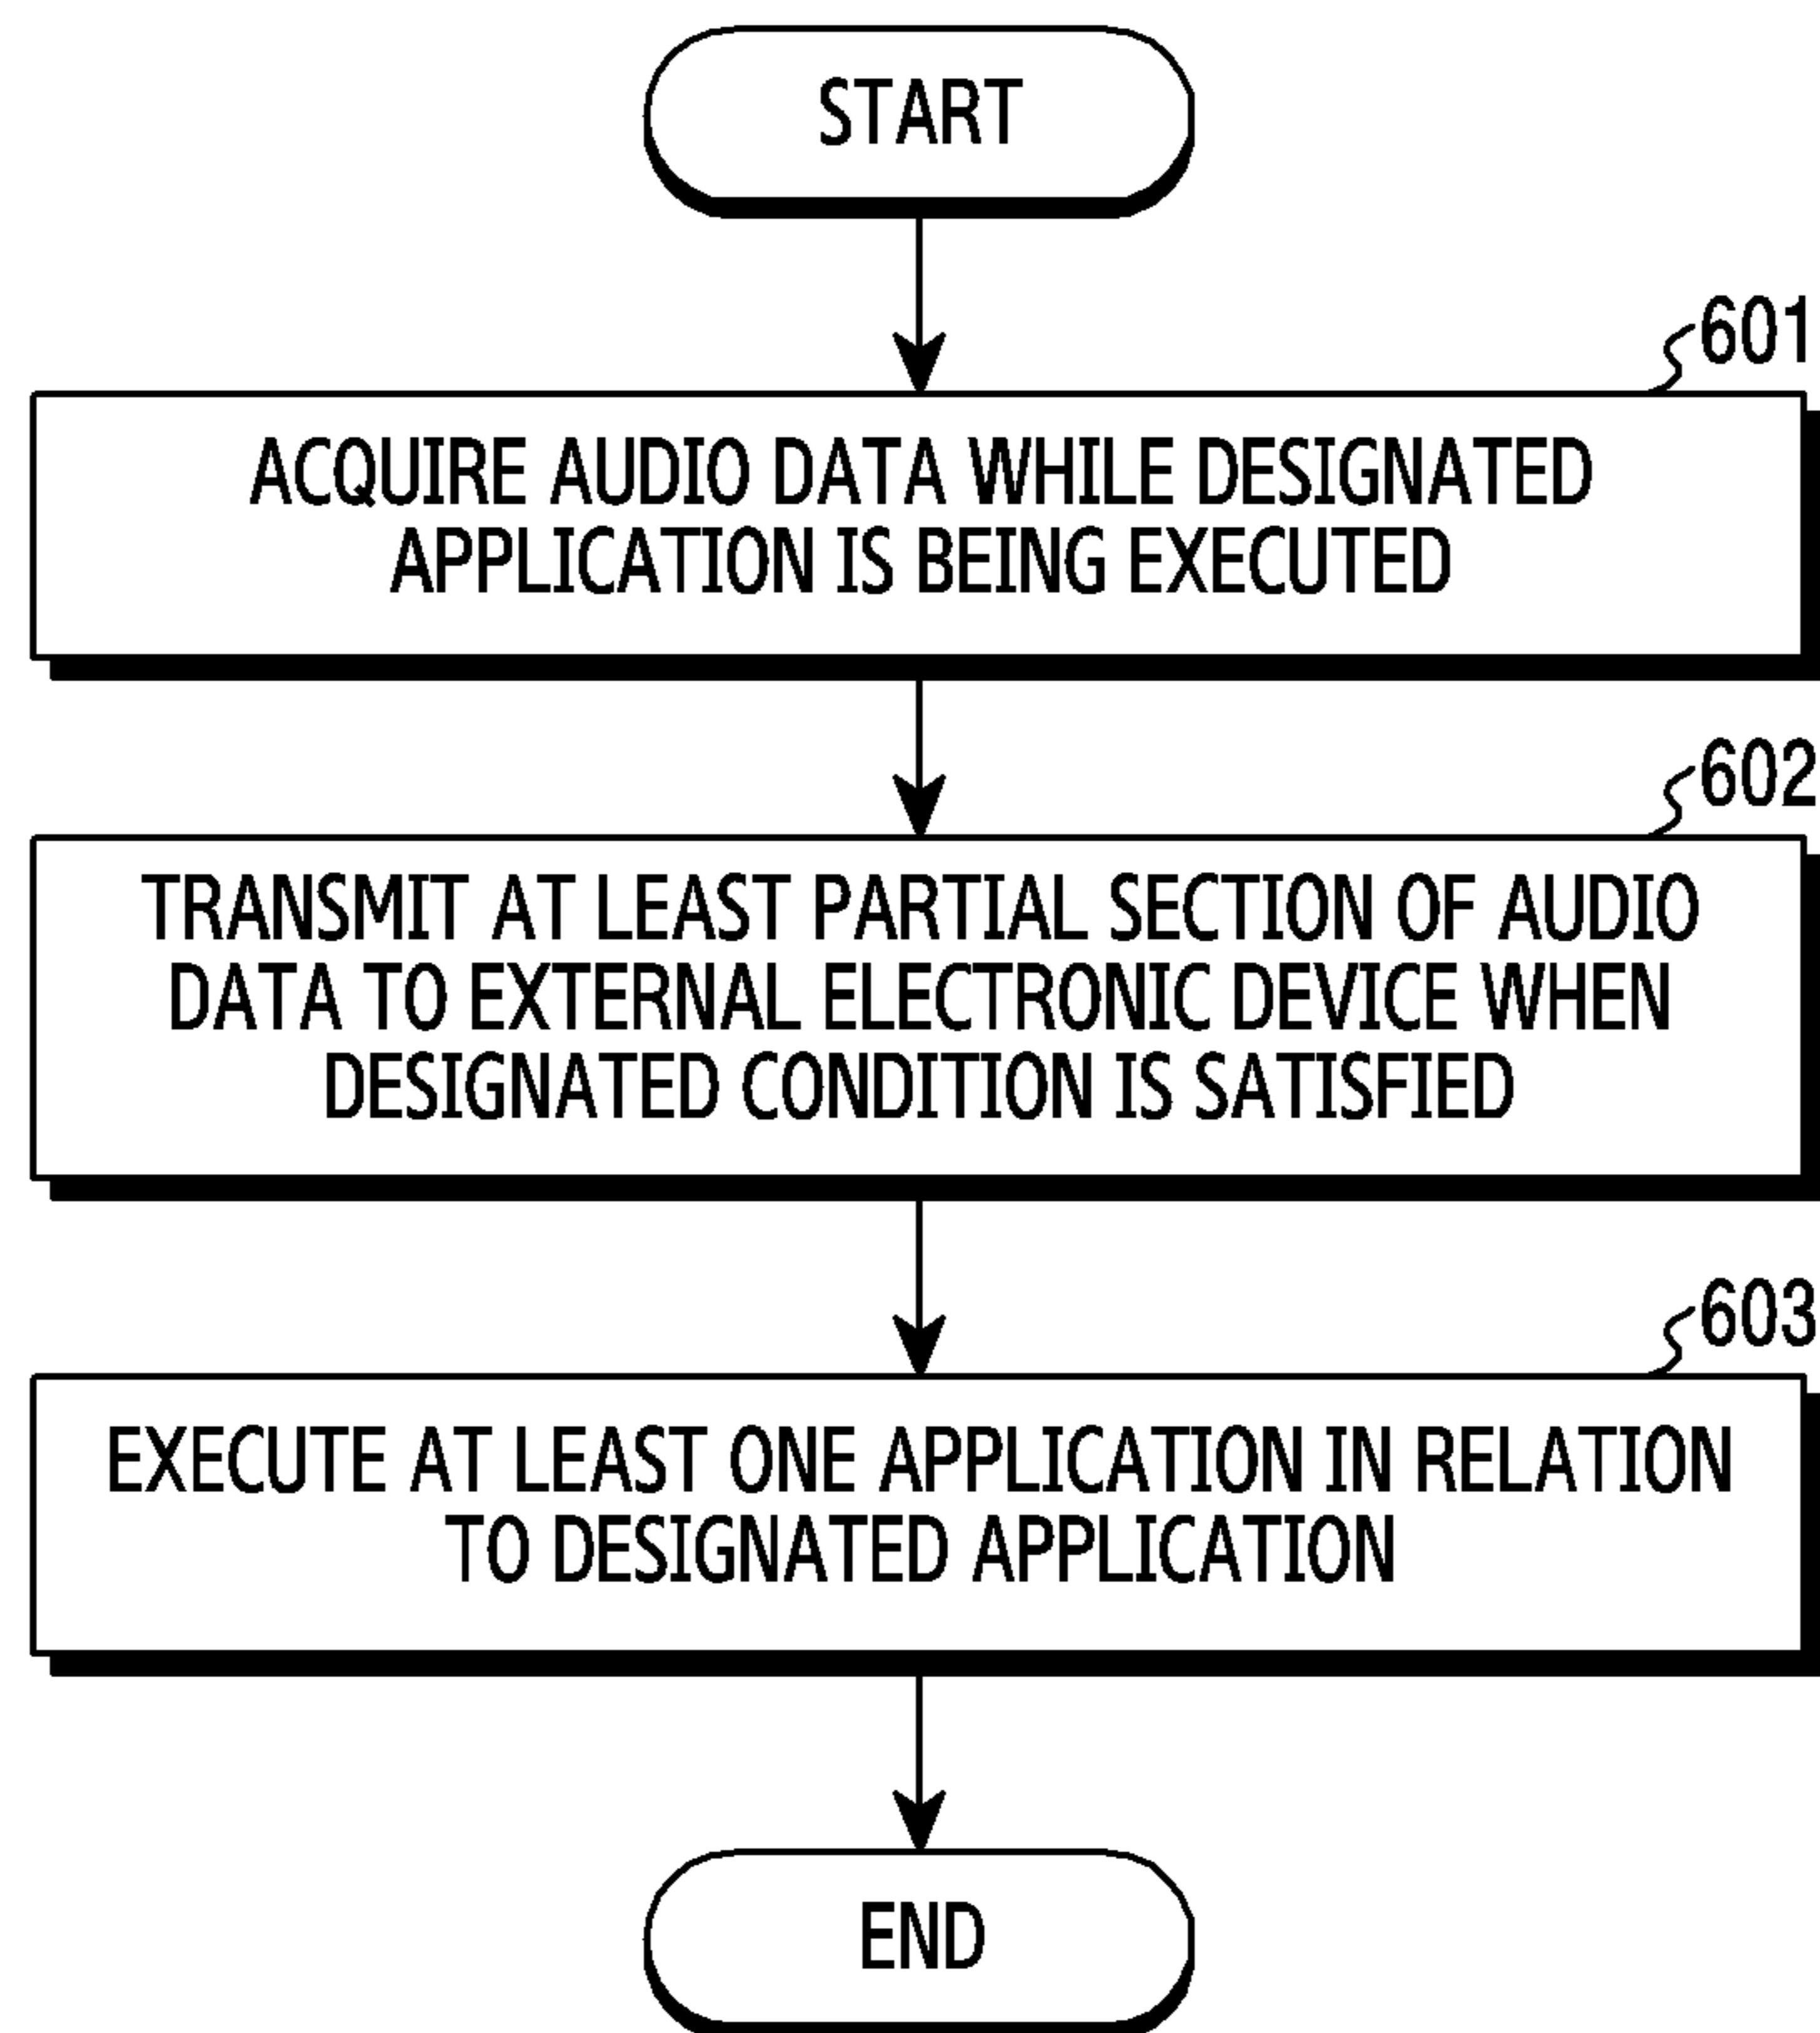 START
601
ACQUIRE AUDIO DATA WHILE DESIGNATED
APPLICATION IS BEING EXECUTED
602
TRANSMIT AT LEAST PARTIAL SECTION OF AUDIO
DATA TO EXTERNAL ELECTRONIC DEVICE WHEN
DESIGNATED CONDITION IS SATISFIED
603
EXECUTE AT LEAST ONE APPLICATION IN RELATION
TO DESIGNATED APPLICATION
END